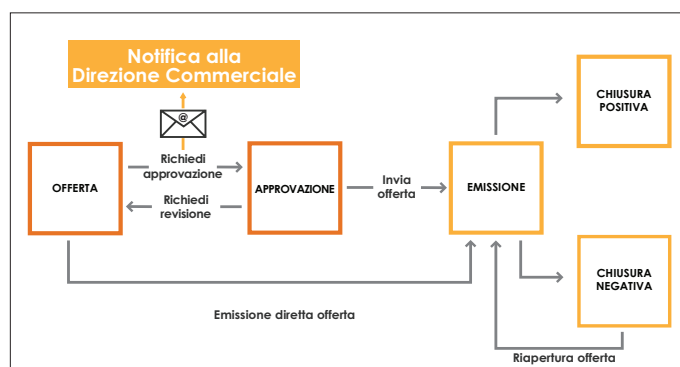 Notifica alla
Direzione Commerciale
@
CHIUSURA
POSITIVA
Richiedi
approvazione
OFFERTA
APPROVAZIONE
Invia
offerta
EMISSIONE
Richiedi
revisione
CHIUSURA
NEGATIVA
Emissione diretta offerta
Riapertura offerta